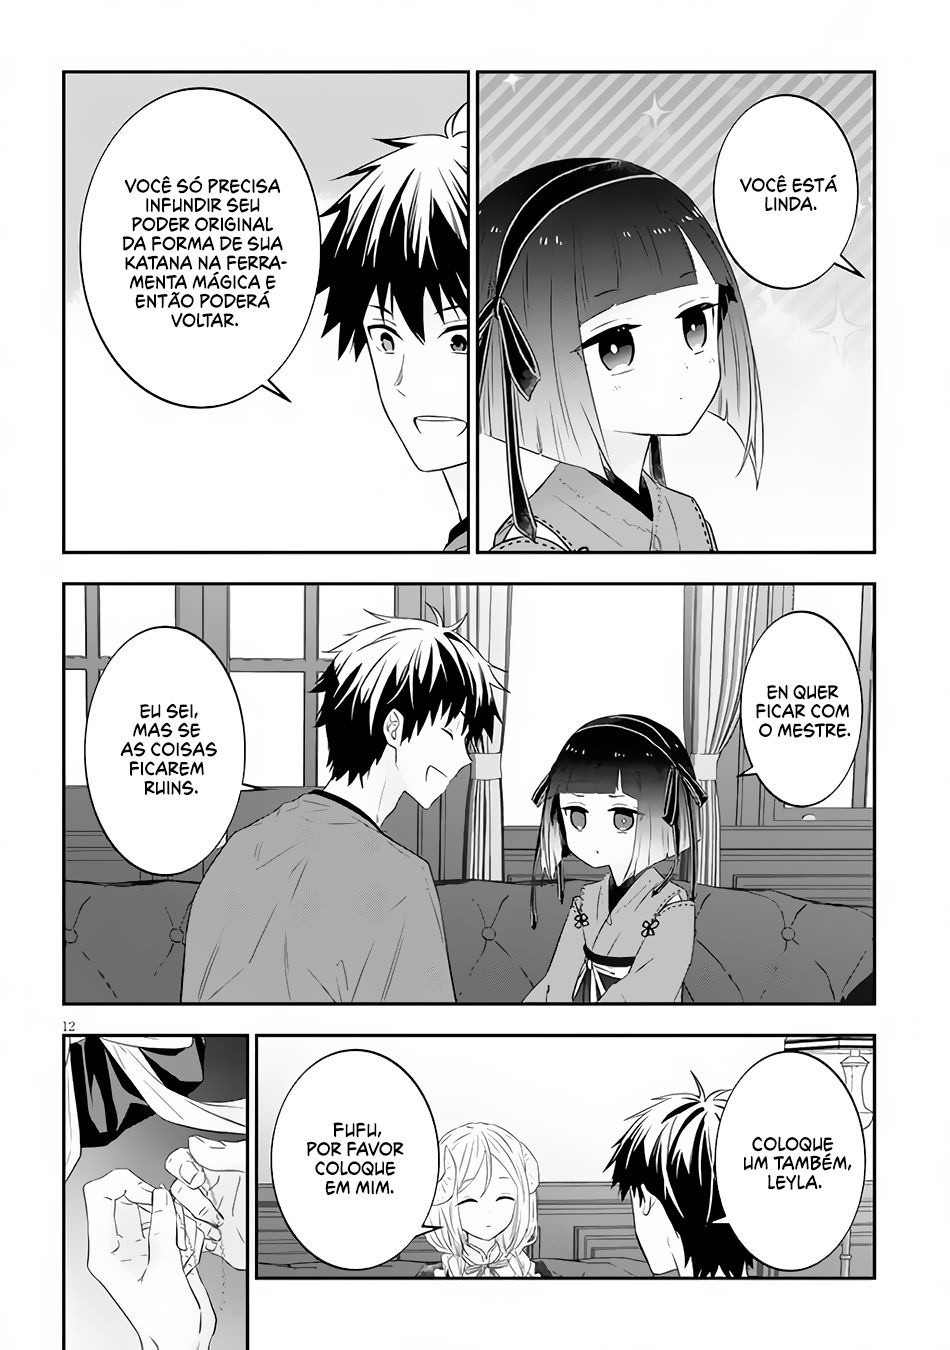 VOCÊ ESTÁ
LINDA.
VOCÊ SÓ PRECISA
INFUNDIR SEU
PODER ORIGINAL
DA FORMA DE SUA
KATANA NA FERRA-
MENTA MÁGICA E
ENTÃO PODERÁ
VOLTAR.
EN QUER
FICAR COM
O MESTRE.
EU SEI,
MAS SE
AS COISAS
FICAREM
RUINS.
12
COLOQUE
UM TAMBÉM,
LEYLA.
FUFU,
POR FAVOR
COLOQUE
EM MIM.